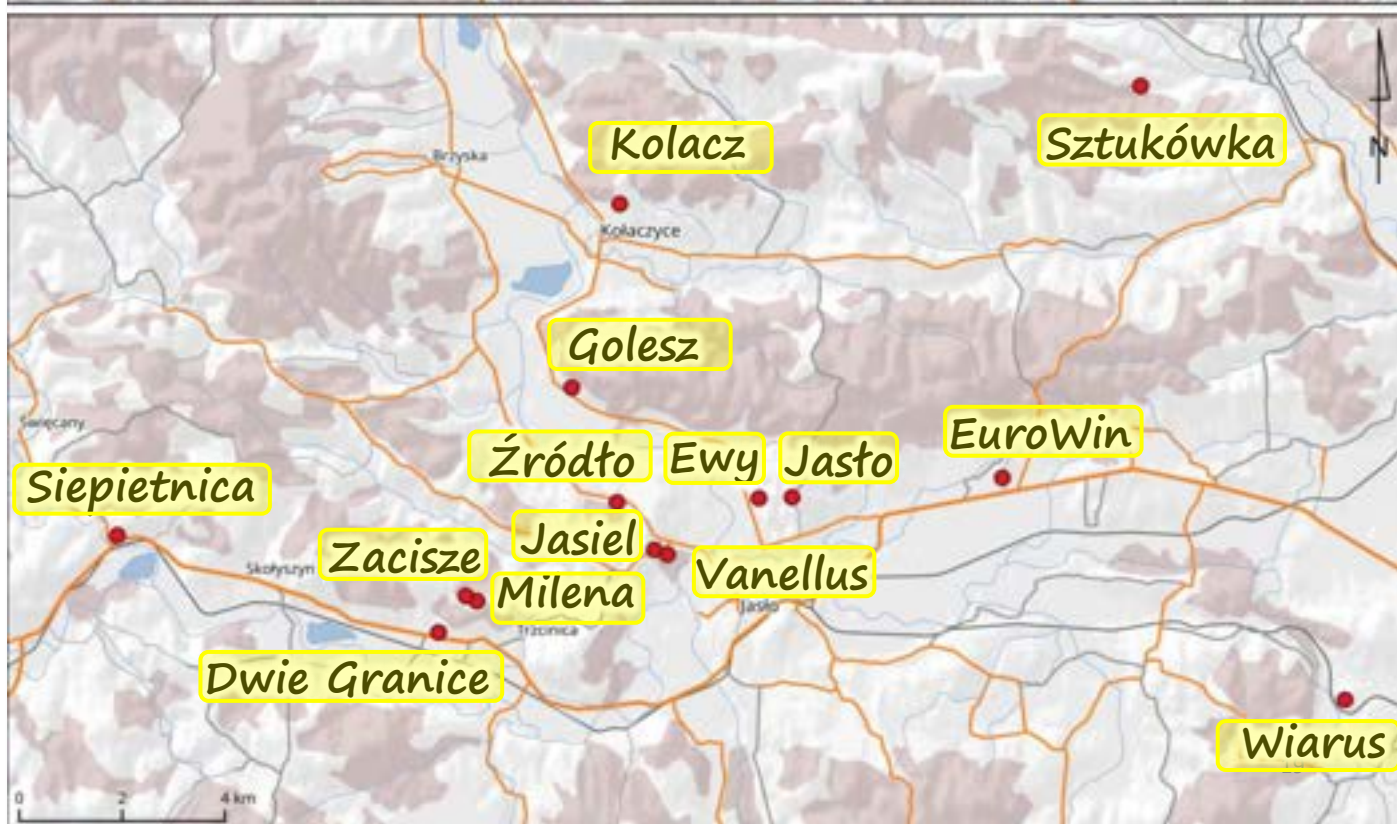 Sztukówka
Kolacz
N
Brzyska
Kołaczyce
Golesz
Święcany
EuroWin
Źródło
Ewy
Jasło
Siepietnica
Jasiel
Zacisze
Skołyszyn
Vanellus
Milena
Jasło
Trzcinica
Dwie Granice
Wiarus
0 2 4 km